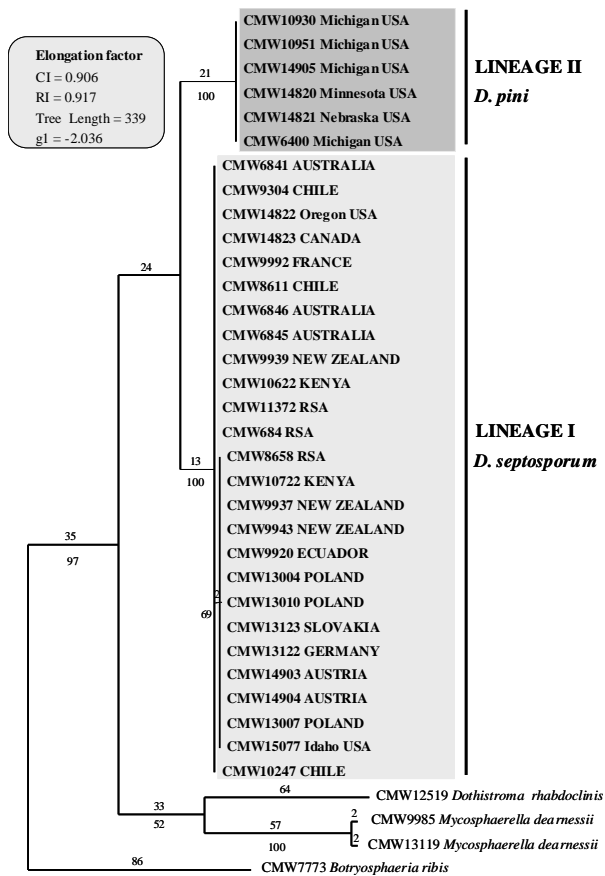 Elongation factor
CI = 0.906
RI = 0.917
Tree Length = 339
g1 = -2.036
CMW10930 Michigan USA
CMW10951 Michigan USA
CMW14905 Michigan USA
CMW14820 Minnesota USA
CMW14821 Nebraska USA
CMW6400 Michigan USA
21
100
LINEAGE II
D. pini
CMW6841 AUSTRALIA
CMW9304 CHILE
CMW14822 Oregon USA
CMW14823 CANADA
CMW9992 FRANCE
CMW8611 CHILE
CMW6846 AUSTRALIA
CMW6845 AUSTRALIA
CMW9939 NEW ZEALAND
CMW10622 KENYA
CMW11372 RSA
CMW684 RSA
CMW8658 RSA
CMW10722 KENYA
CMW9937 NEW ZEALAND
CMW9943 NEW ZEALAND
CMW9920 ECUADOR
CMW13004 POLAND
CMW13010 POLAND
CMW13123 SLOVAKIA
CMW13122 GERMANY
CMW14903 AUSTRIA
CMW14904 AUSTRIA
CMW13007 POLAND
CMW15077 Idaho USA
CMW10247 CHILE
24
13
100
2
69
LINEAGE I
D. septosporum
35
97
33
52
64
CMW12519 Dothistroma rhabdoclinis
57
100
2
CMW9985 Mycosphaerella dearnessii
2
CMW13119 Mycosphaerella dearnessii
86
CMW7773 Botryosphaeria ribis